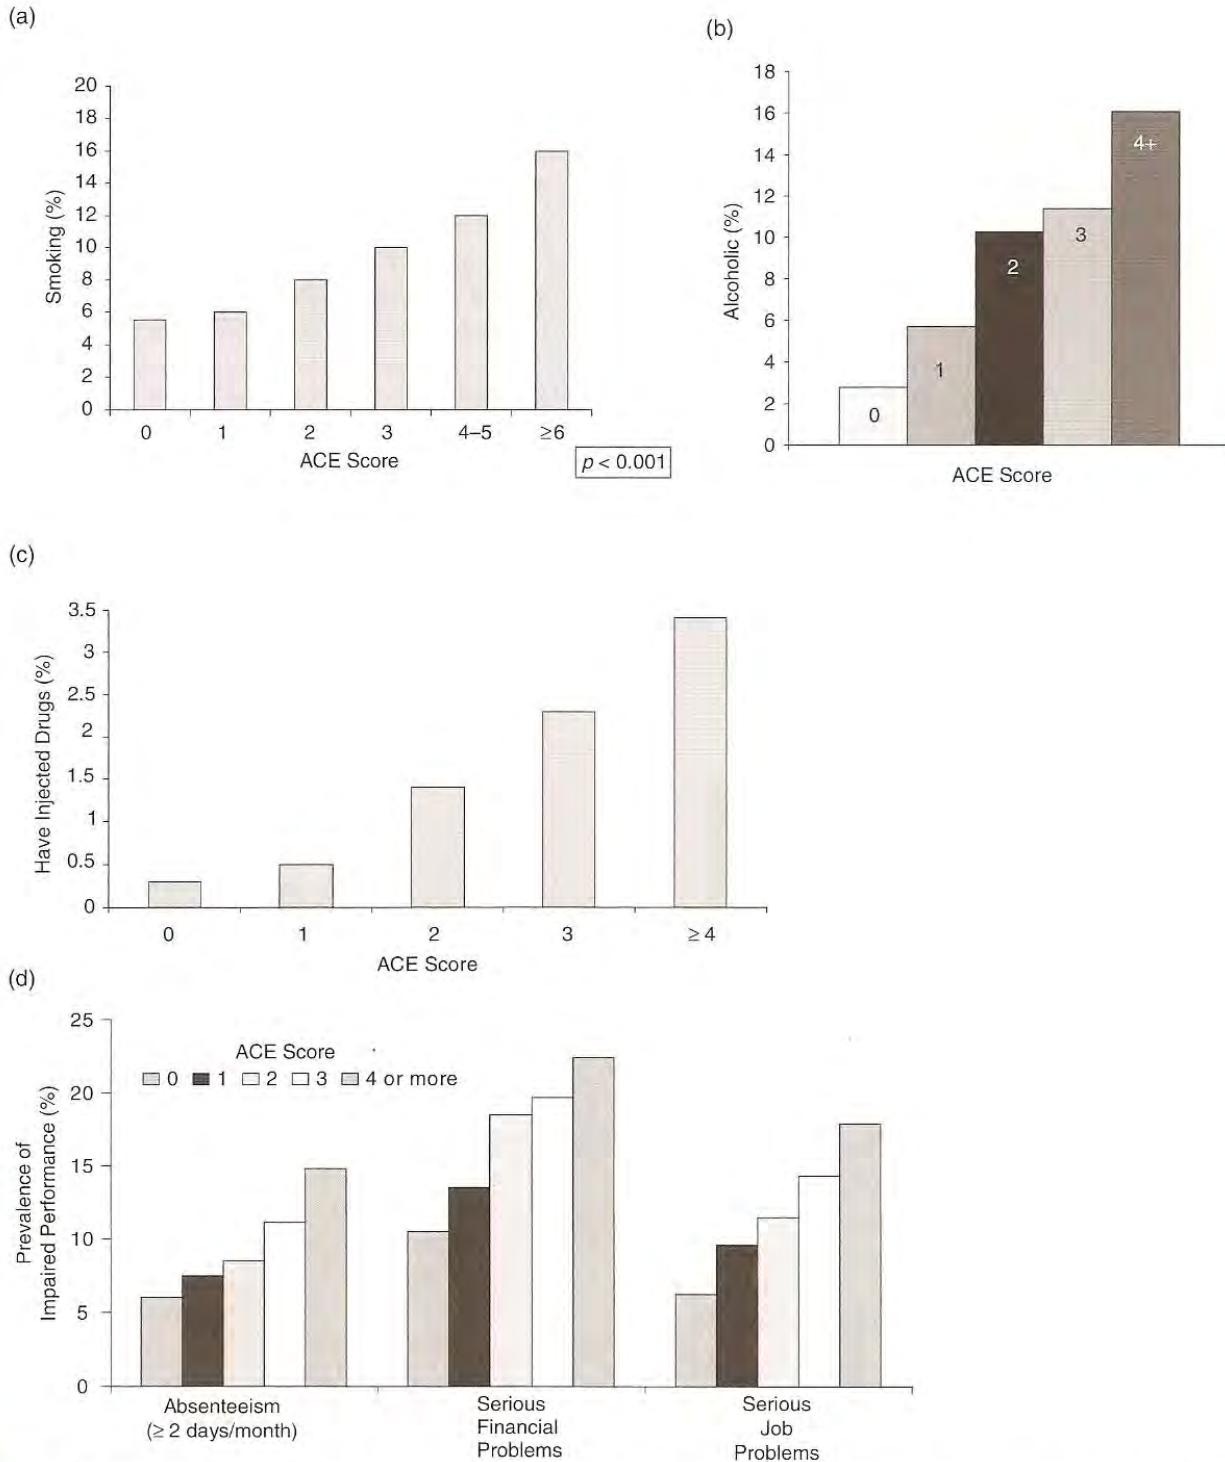 (a)
20
18
16
14
12
10
8
6
4
2
0
Smoking (%)
0 1 2 3 4–5 ≥6
ACE Score
p < 0.001
(b)
18
16
14
12
10
8
6
4
2
0
Alcoholic (%)
0
1
2
3
4+
ACE Score
(c)
3.5
3
2.5
2
1.5
1
0.5
0
Have Injected Drugs (%)
0 1 2 3 ≥ 4
ACE Score
(d)
25
20
15
10
5
0
Prevalence of
Impaired Performance (%)
ACE Score
0 1 2 3 4 or more
Absenteeism
(≥ 2 days/month)
Serious
Financial
Problems
Serious
Job
Problems